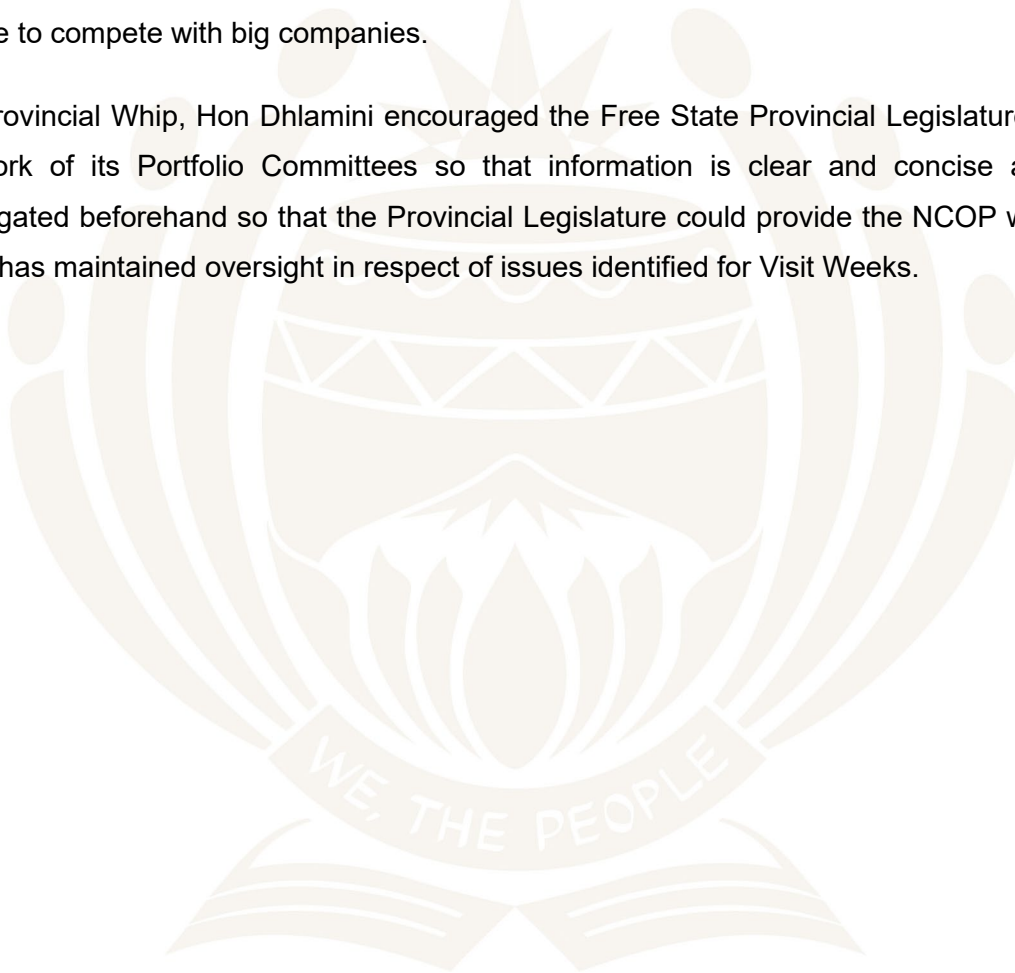 e to compete with big companies.
rovincial Whip, Hon Dhlamini encouraged the Free State Provincial Legislature
ork of its Portfolio Committees so that information is clear and concise a
gated beforehand so that the Provincial Legislature could provide the NCOP w
has maintained oversight in respect of issues identified for Visit Weeks.
WE, THE PEOPLE